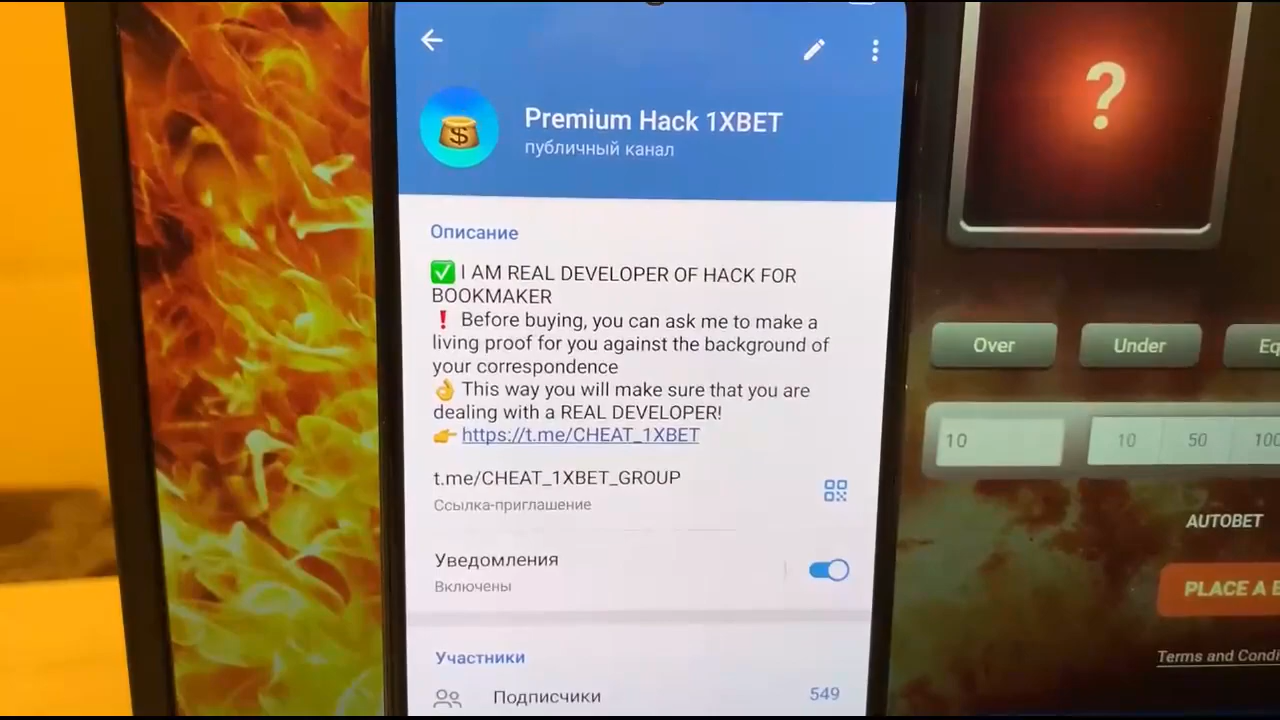 Premium Hack 1XBET
публичный канал
Описание
✅ I AM REAL DEVELOPER OF HACK FOR
BOOKMAKER
❗ Before buying, you can ask me to make a
living proof for you against the background of
your correspondence
👌 This way you will make sure that you are
dealing with a REAL DEVELOPER!
👉 https://t.me/CHEAT_1XBET
t.me/CHEAT_1XBET_GROUP
Ссылка-приглашение
Уведомления
Включены
Участники
Подписчики 549
?
Over Under Eq
10 10 50 100
AUTOBET
PLACE A B
Terms and Condi